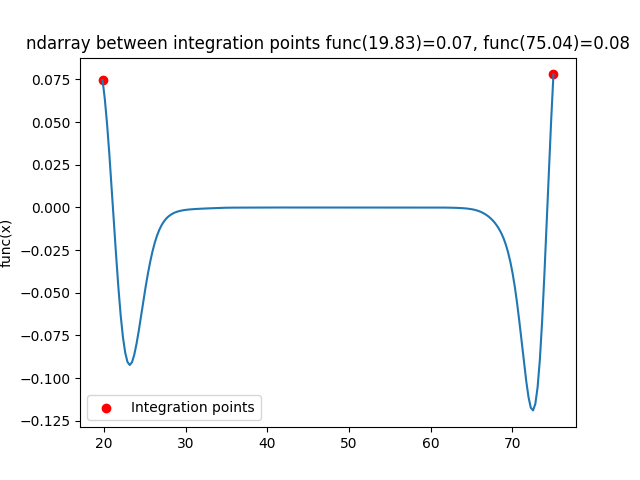 ndarray between integration points func(19.83)=0.07, func(75.04)=0.08
0.075
0.050
0.025
0.000
−0.025
−0.050
−0.075
−0.100
−0.125
func(x)
Integration points
20 30 40 50 60 70